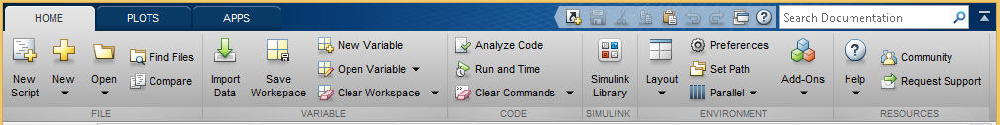 HOME PLOTS APPS Search Documentation
New Script
New
Open
Find Files
Compare
Import Data
Save Workspace
New Variable
Open Variable
Clear Workspace
Analyze Code
Run and Time
Clear Commands
Simulink Library
Layout
Preferences
Set Path
Parallel
Add-Ons
Help
Community
Request Support
FILE VARIABLE CODE SIMULINK ENVIRONMENT RESOURCES